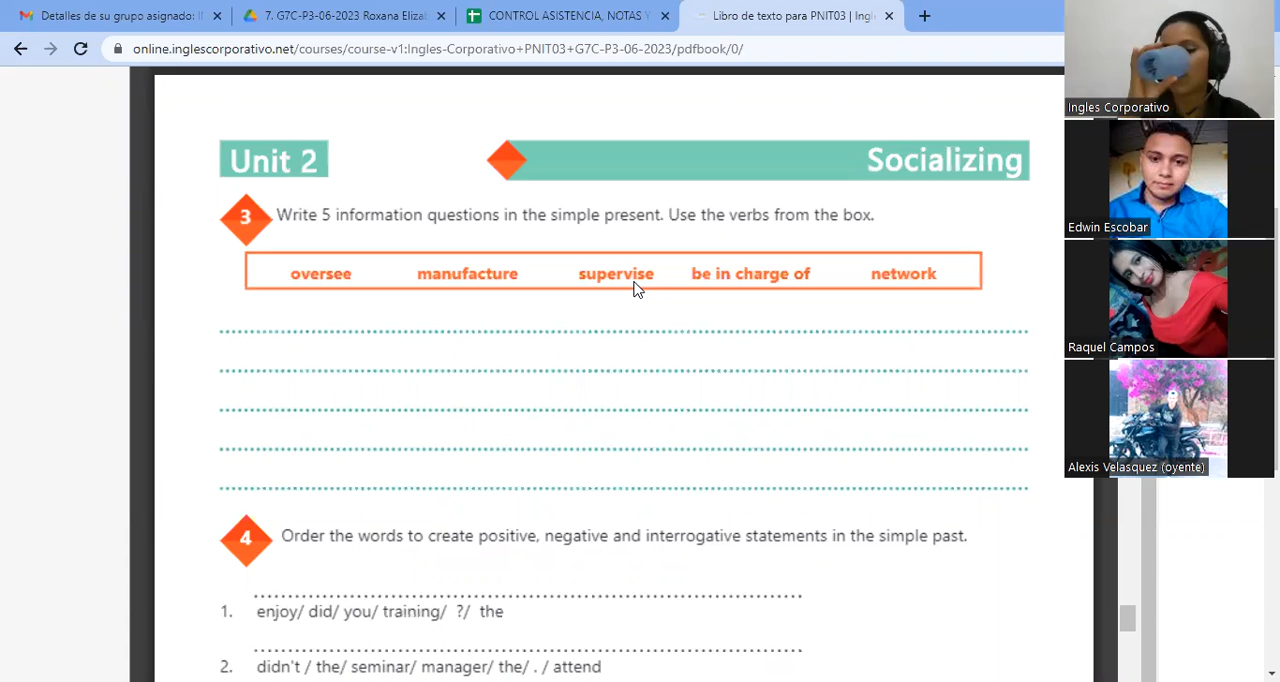 Detalles de su grupo asignado: II
7. G7C-P3-06-2023 Roxana Elizab
CONTROL ASISTENCIA, NOTAS Y
Libro de texto para PNIT03 | Ingle
online.inglescorporativo.net/courses/course-v1:Ingles-Corporativo+PNIT03+G7C-P3-06-2023/pdfbook/0/
Ingles Corporativo
Edwin Escobar
Raquel Campos
Alexis Velasquez (oyente)
Unit 2
Socializing
3 Write 5 information questions in the simple present. Use the verbs from the box.
oversee manufacture supervise be in charge of network
4 Order the words to create positive, negative and interrogative statements in the simple past.
1. enjoy/ did/ you/ training/ ?/ the
2. didn't / the/ seminar/ manager/ the/ . / attend